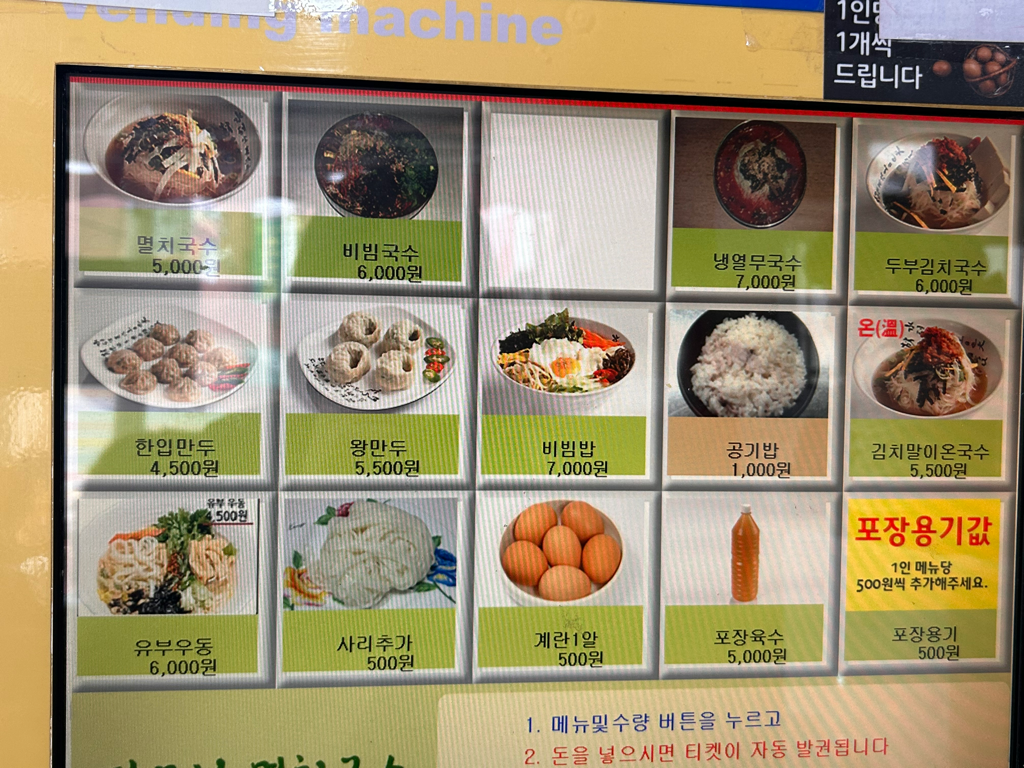 vending machine
1인당
1개씩
드립니다
멸치국수
5,000원
비빔국수
6,000원
냉열무국수
7,000원
두부김치국수
6,000원
한입만두
4,500원
왕만두
5,500원
비빔밥
7,000원
공기밥
1,000원
온(溫)
김치말이온국수
5,500원
유부 우동
유부우동
6,000원
사리추가
500원
계란1알
500원
포장육수
5,000원
포장용기값
1인 메뉴당
500원씩 추가해주세요.
포장용기
500원
1. 메뉴및수량 버튼을 누르고
2. 돈을 넣으시면 티켓이 자동 발권됩니다